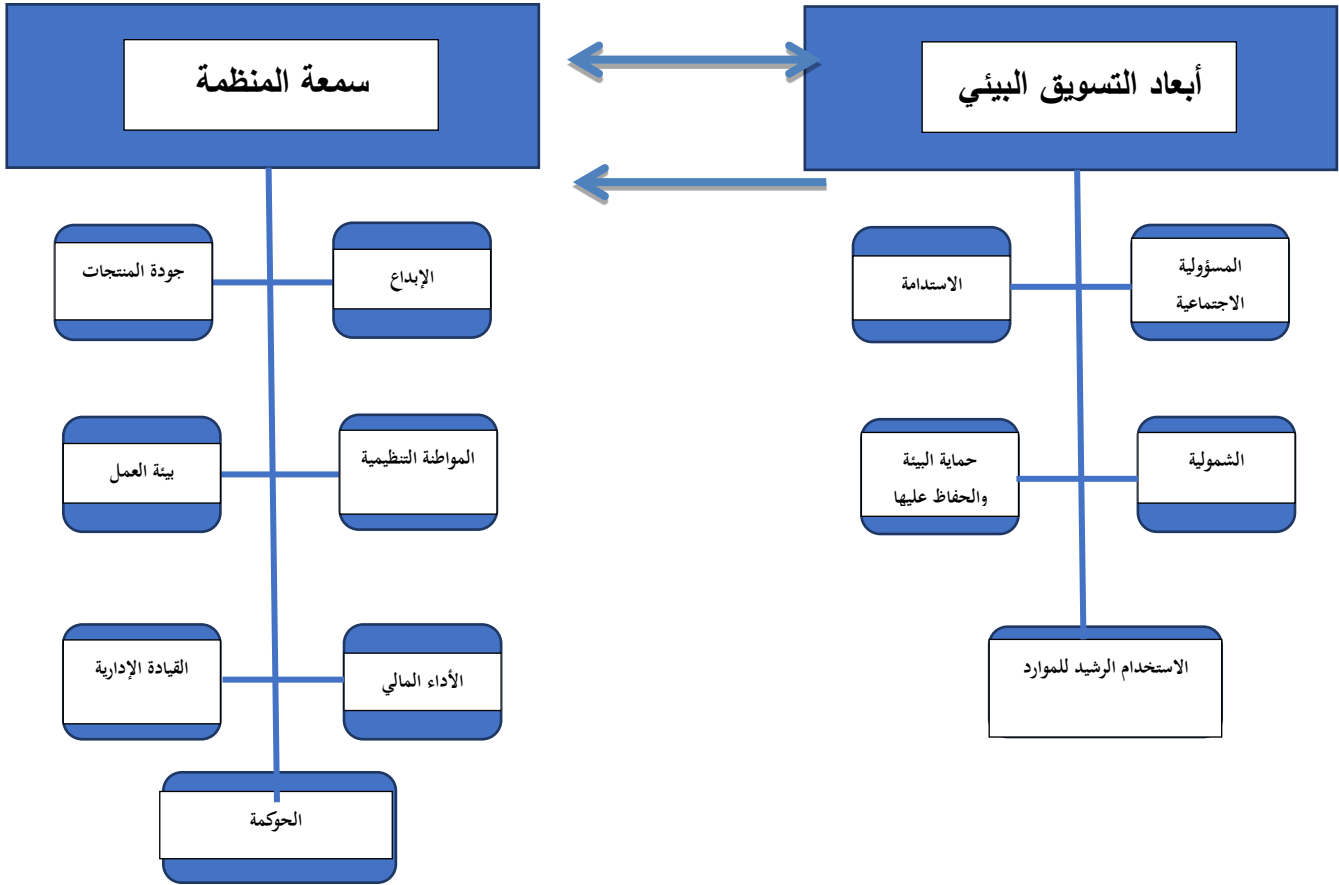 أبعاد التسويق البيئي
سمعة المنظمة
المسؤولية
الاجتماعية
الاستدامة
الشمولية
حماية البيئة
والحفاظ عليها
الاستخدام الرشيد للموارد
الإبداع
جودة المنتجات
المواطنة التنظيمية
بيئة العمل
الأداء المالي
القيادة الإدارية
الحوكمة